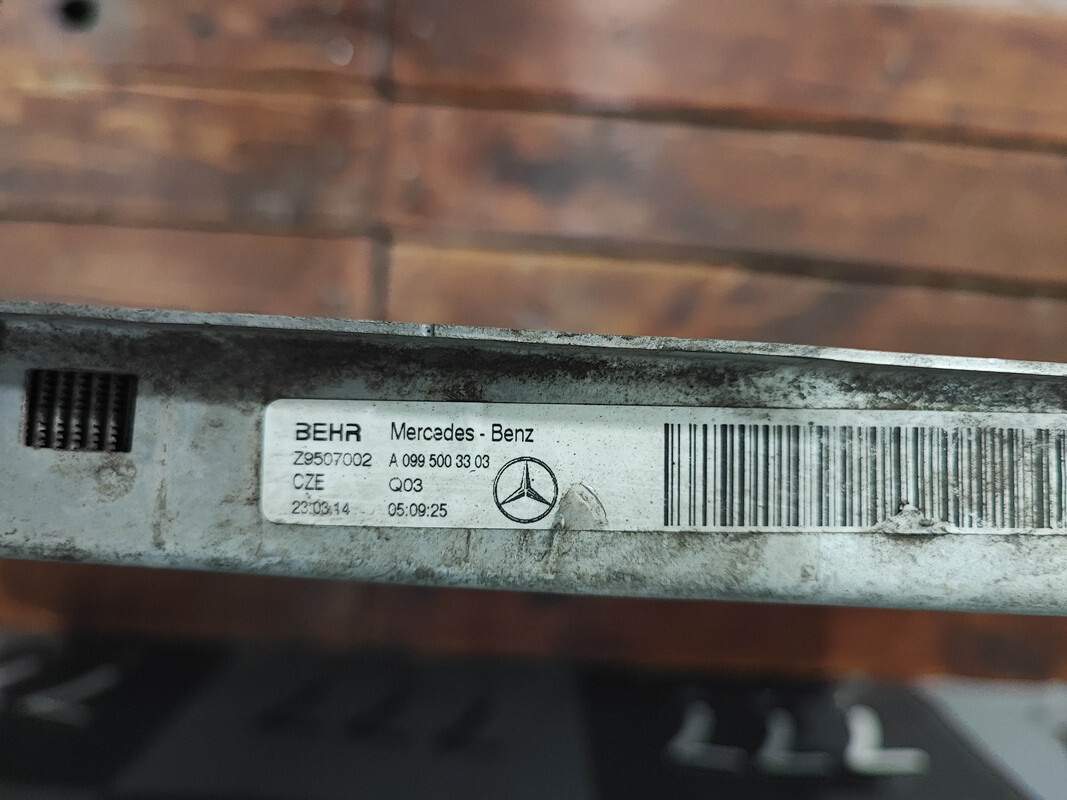 BEHR Mercedes - Benz
Z9507002 A 099 500 33 03
CZE Q03
23:03:14 05:09:25